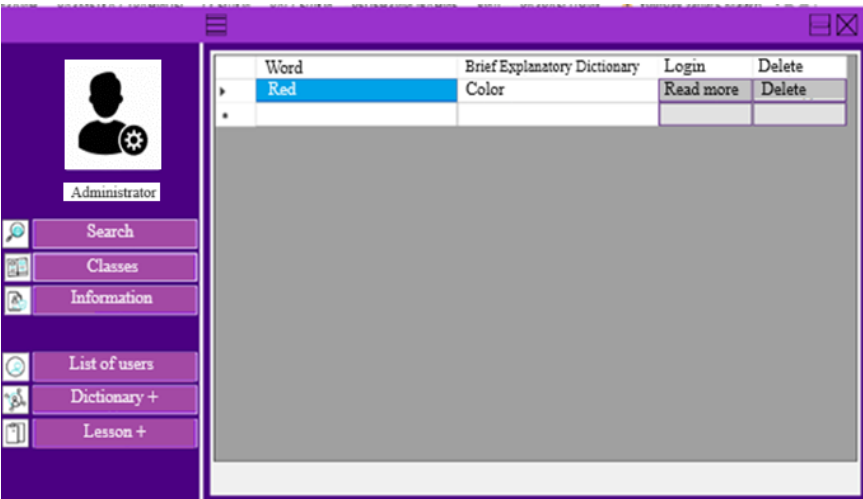 Word Brief Explanatory Dictionary Login Delete
Red Color Read more Delete
Administrator
Search
Classes
Information
List of users
Dictionary +
Lesson +